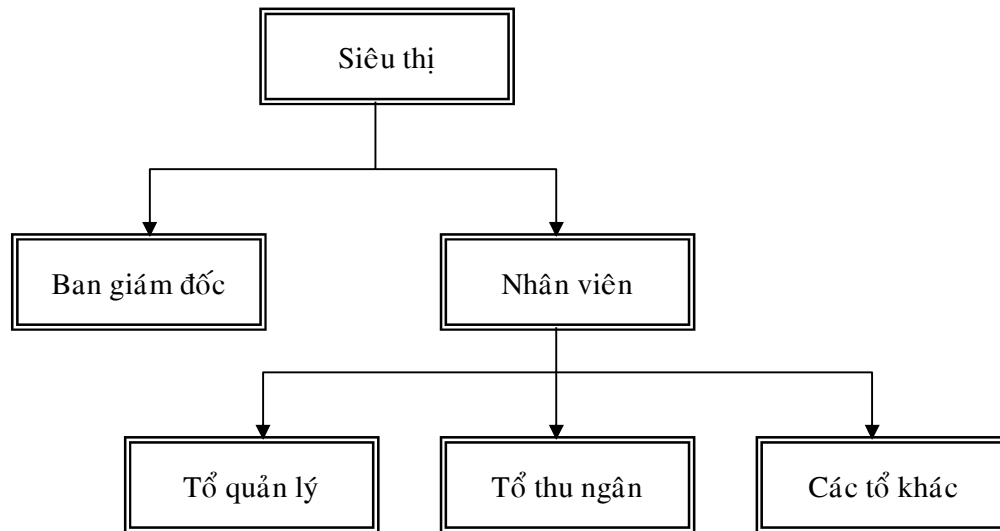 Siêu thị
Ban giám đốc
Nhân viên
Tổ quản lý
Tổ thu ngân
Các tổ khác